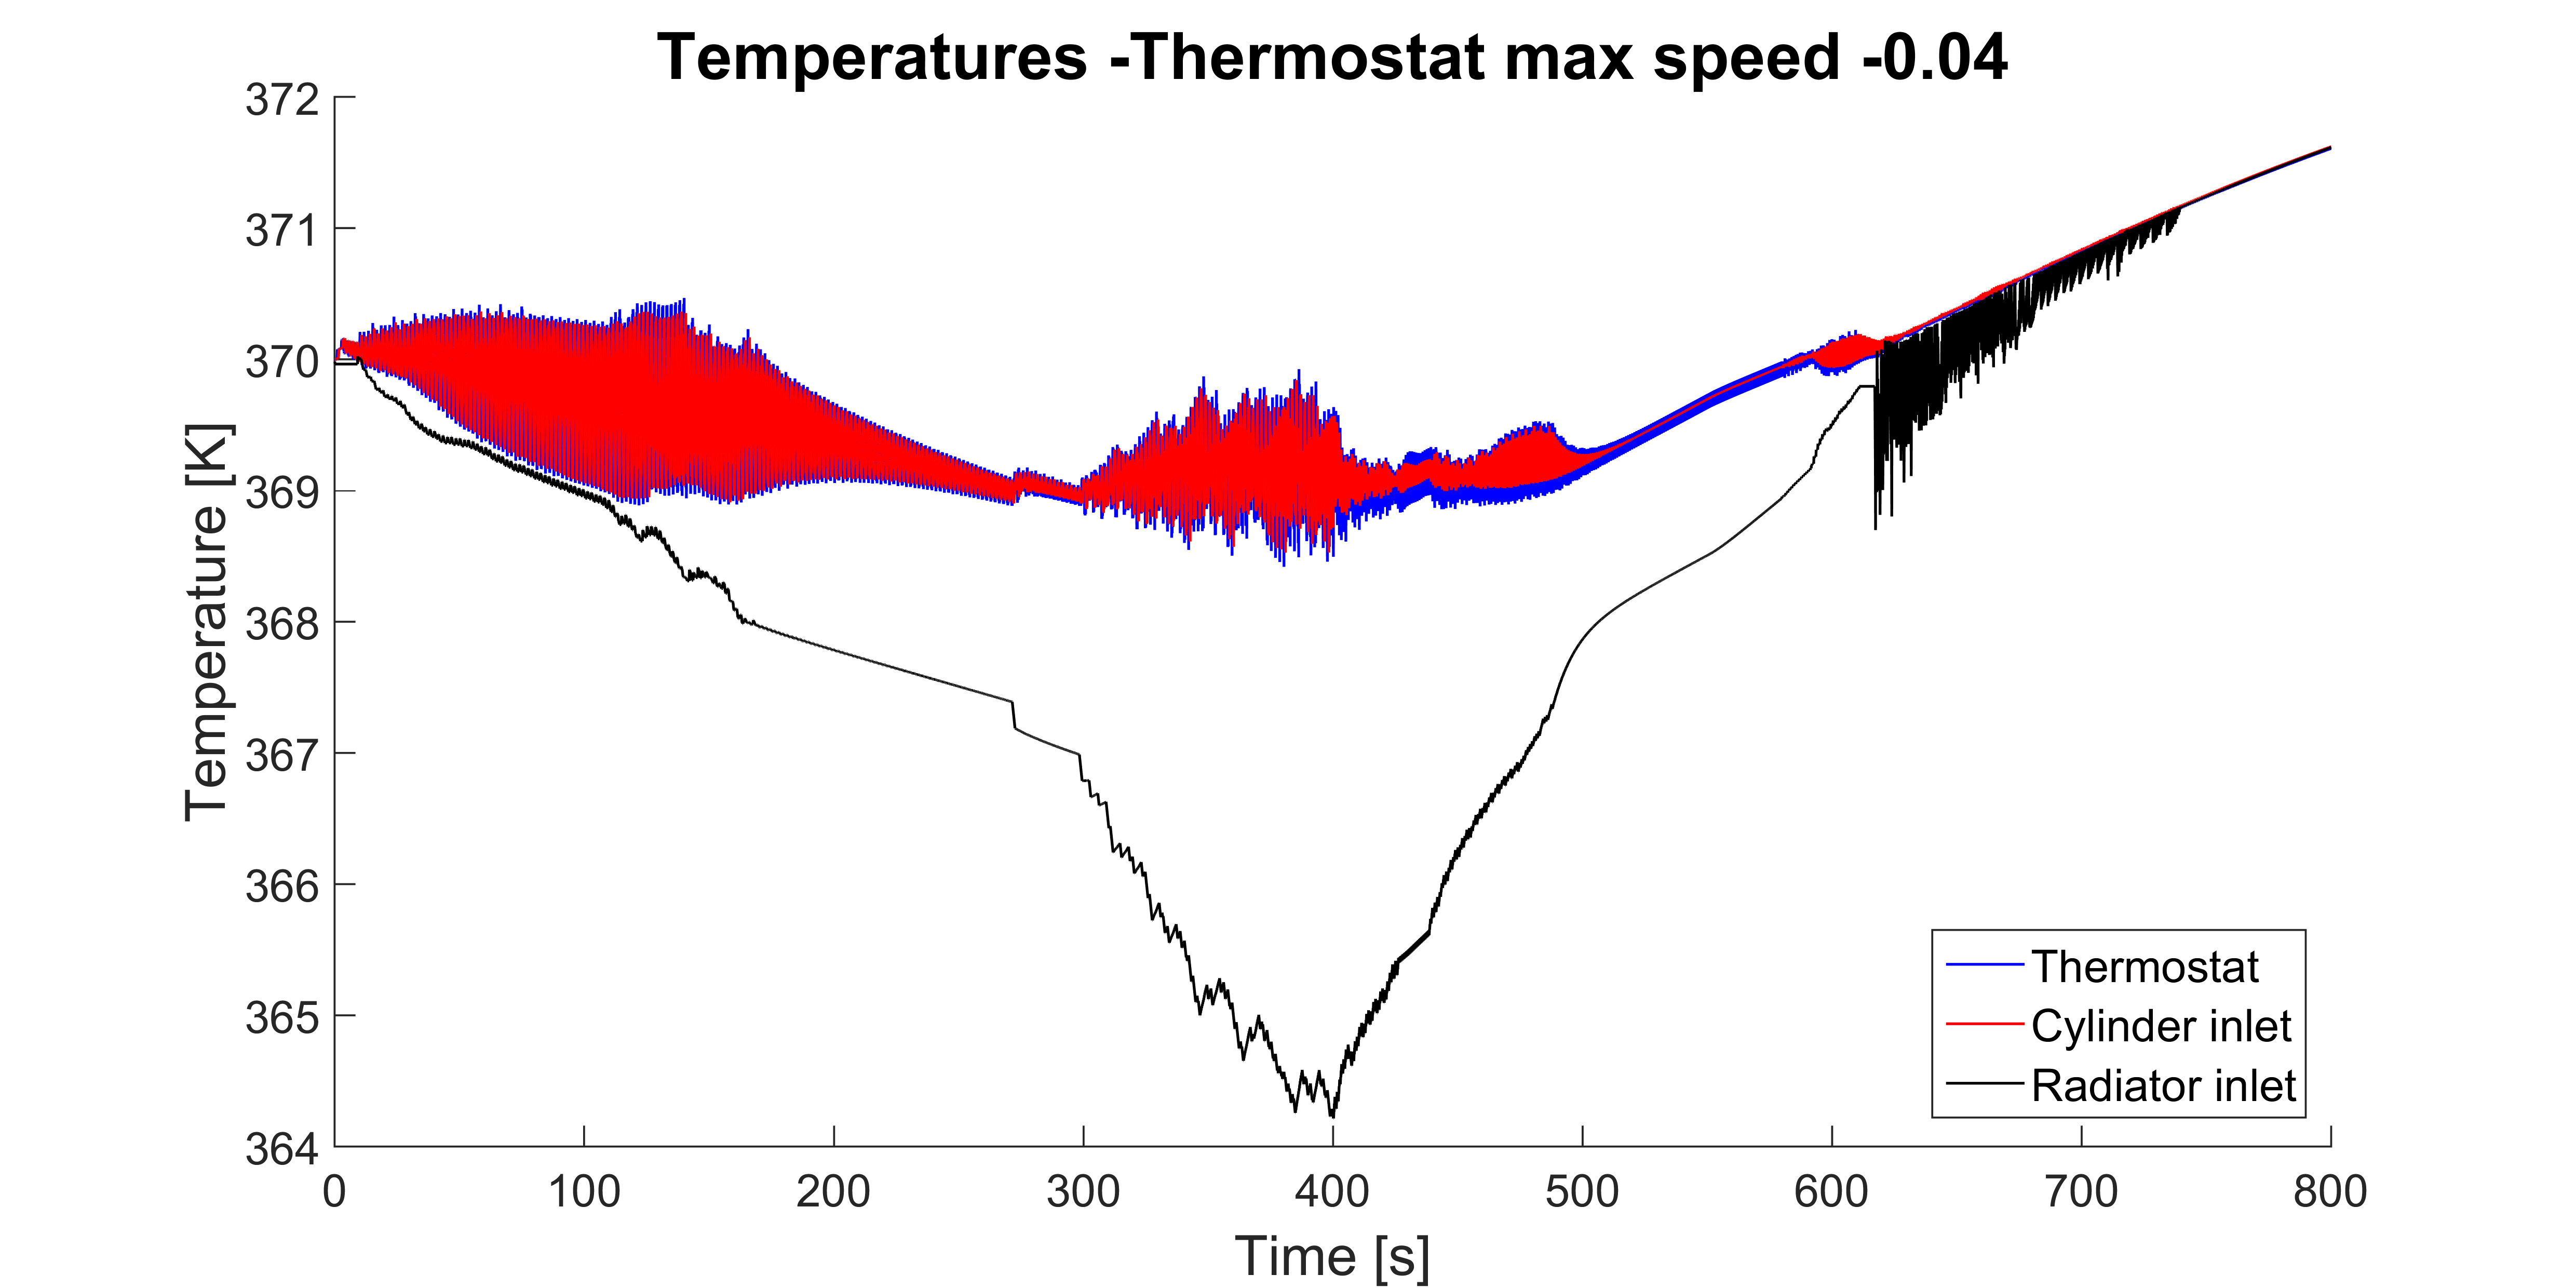 Temperatures -Thermostat max speed -0.04
372
371
370
369
368
367
366
365
364
Temperature [K]
0 100 200 300 400 500 600 700 800
Time [s]
Thermostat
Cylinder inlet
Radiator inlet